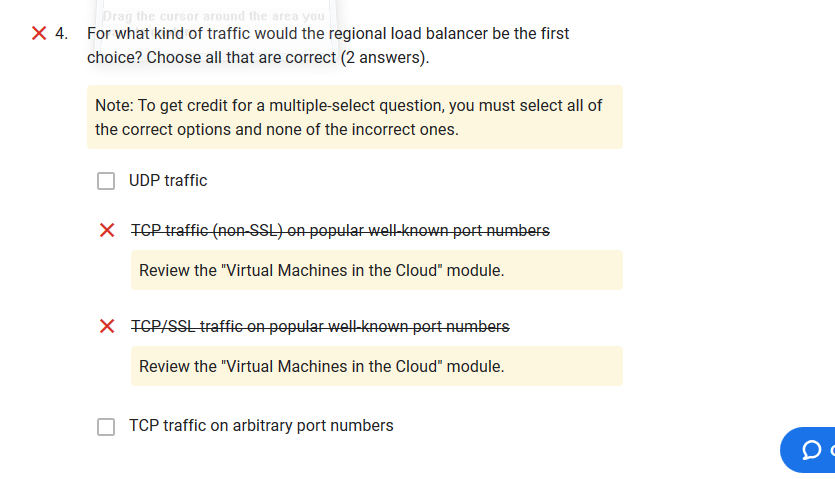 Drag the cursor around the area you
4. For what kind of traffic would the regional load balancer be the first
choice? Choose all that are correct (2 answers).
Note: To get credit for a multiple-select question, you must select all of
the correct options and none of the incorrect ones.
UDP traffic
TCP traffic (non-SSL) on popular well-known port numbers
Review the "Virtual Machines in the Cloud" module.
TCP/SSL traffic on popular well-known port numbers
Review the "Virtual Machines in the Cloud" module.
TCP traffic on arbitrary port numbers